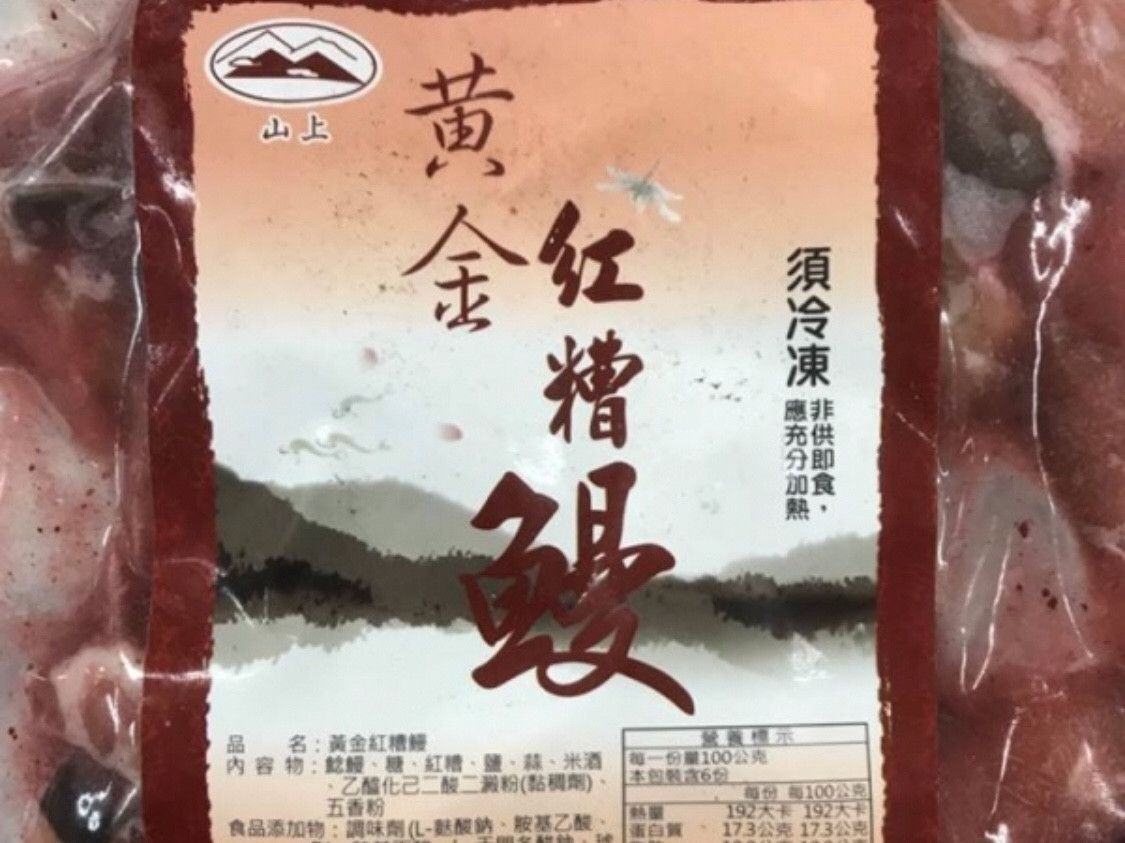 山上
黃金
紅糟鰻
須冷凍
非供即食，
應充分加熱
品　　名：黃金紅糟鰻
內 容 物：鯰鰻、糖、紅糟、鹽、蒜、米酒
、乙醯化己二酸二澱粉(黏稠劑)、
五香粉
食品添加物：調味劑(L-麩酸鈉、胺基乙酸、
營養標示
每一份量100公克
本包裝含6份
每份 每100公克
熱量 192大卡 192大卡
蛋白質 17.3公克 17.3公克